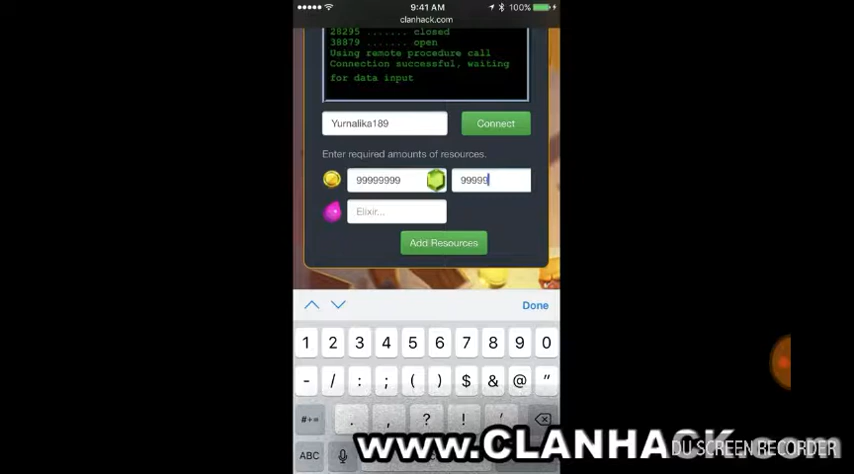 9:41 AM
100%
clanhack.com
28295 ....... closed
38879 ....... open
Using remote procedure call
Connection successful, waiting
for data input
Yurnalika189
Connect
Enter required amounts of resources.
99999999
99999
Elixir...
Add Resources
Done
1 2 3 4 5 6 7 8 9 0
- / : ; ( ) $ & @ "
#+= . , ? ! '
ABC
www.CLANHACK.com
DU SCREEN RECORDER